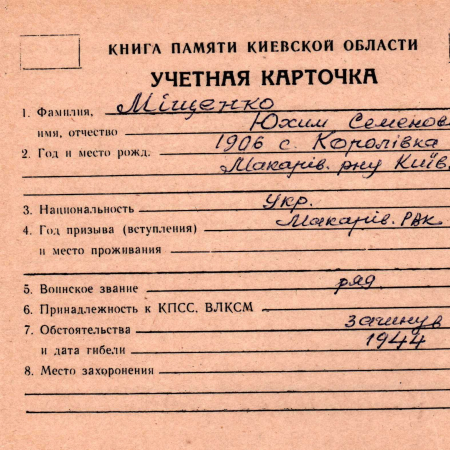 КНИГА ПАМЯТИ КИЕВСКОЙ ОБЛАСТИ
УЧЕТНАЯ КАРТОЧКА
1. Фамилия, Міщенко
имя, отчество Юхим Семенов
2. Год и место рожд. 1906 с. Королівка
Макарів. рну Київ
3. Национальность Укр.
4. Год призыва (вступления) Макарів. РВК
и место проживания
5. Воинское звание ряд.
6. Принадлежность к КПСС, ВЛКСМ
7. Обстоятельства загинув
и дата гибели 1944
8. Место захоронения